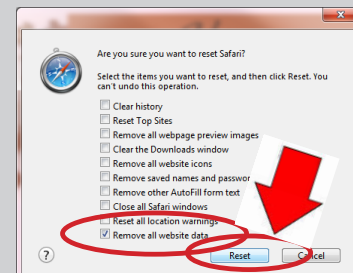 Are you sure you want to reset Safari?
Select the items you want to reset, and then click Reset. You
can't undo this operation.
Clear history
Reset Top Sites
Remove all webpage preview images
Clear the Downloads window
Remove all website icons
Remove saved names and
Remove other AutoFill form text
Close all Safari windows
Reset all location warnings
Remove all website data
?
Reset
Cancel